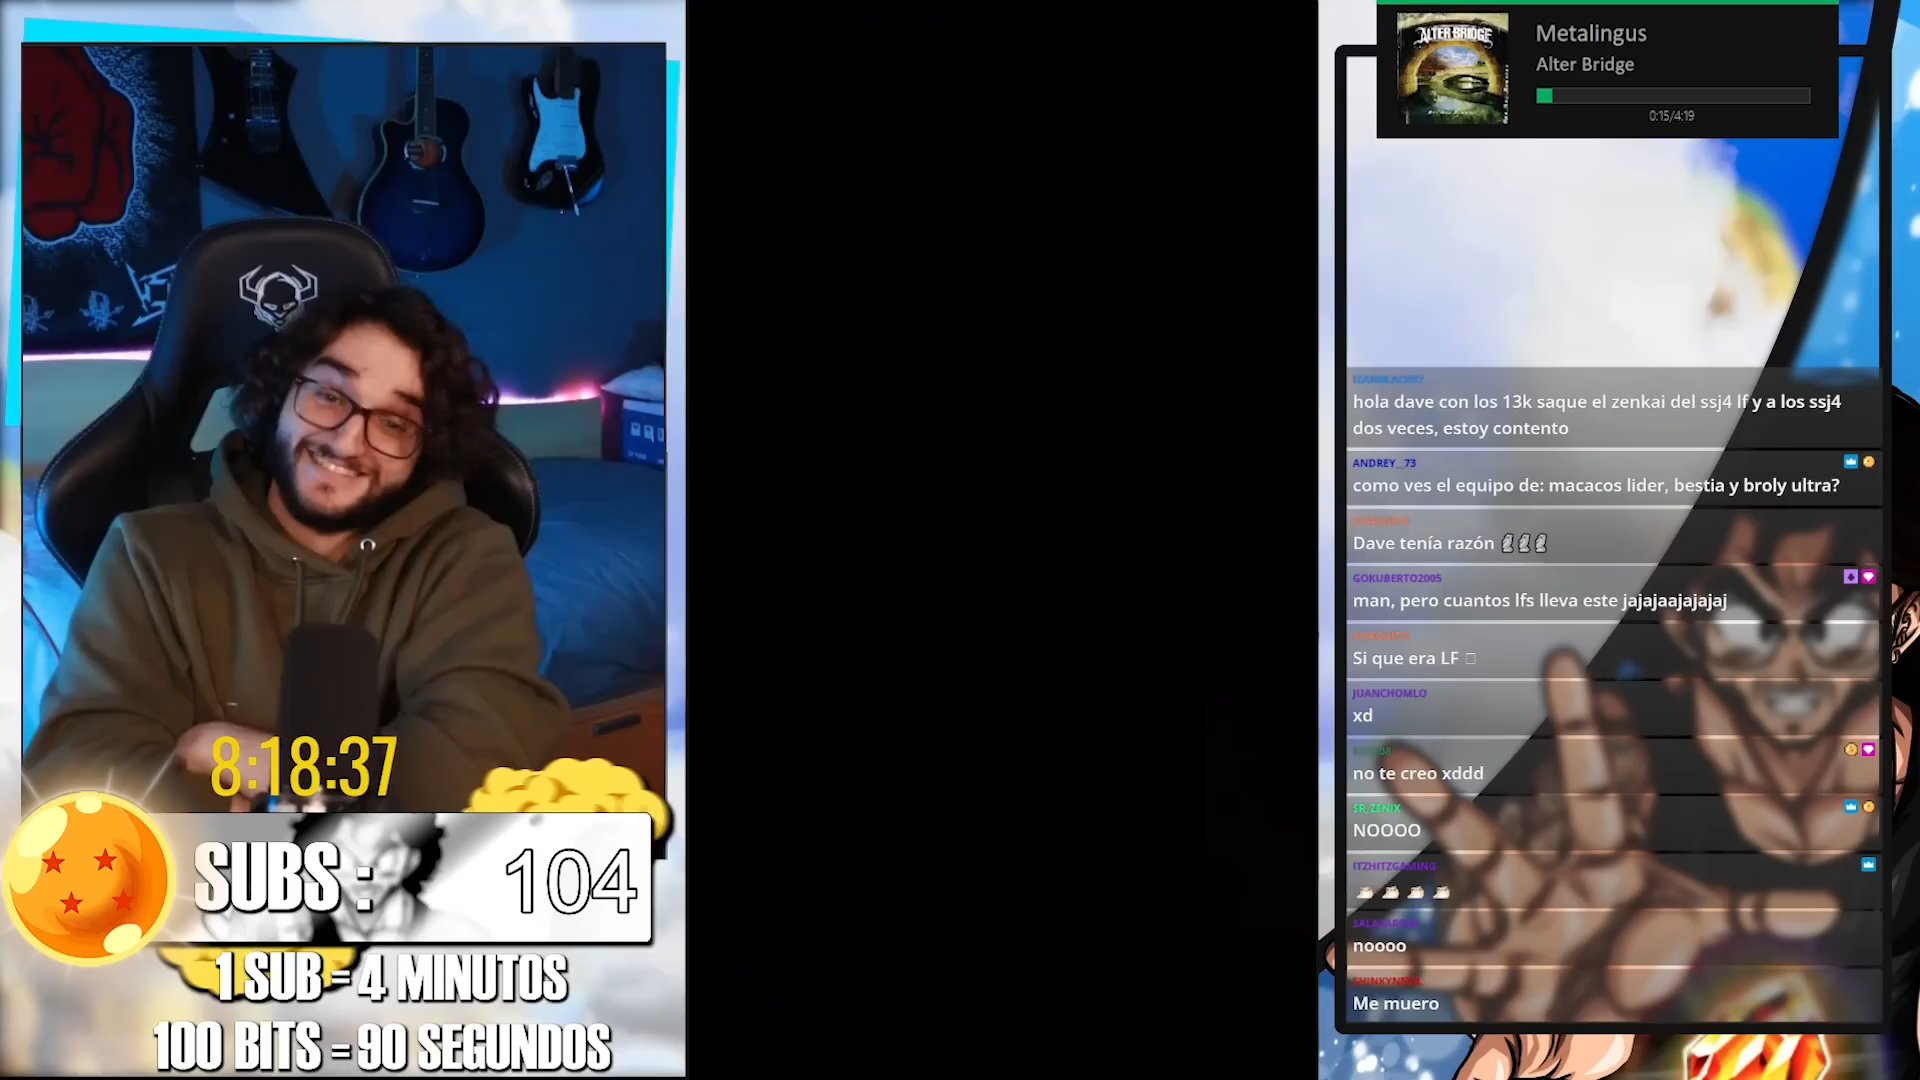 8:18:37
SUBS : 104
1 SUB = 4 MINUTOS
100 BITS = 90 SEGUNDOS
ALTER BRIDGE
Metalingus
Alter Bridge
0:15/4:19
hola dave con los 13k saque el zenkai del ssj4 lf y a los ssj4
dos veces, estoy contento
ANDREY_73
como ves el equipo de: macacos lider, bestia y broly ultra?
Dave tenía razón
GOKUBERTO2005
man, pero cuantos lfs lleva este jajajaajajajaj
Si que era LF
JUANCHOMLO
xd
no te creo xddd
SR_ZENIX
NOOOO
ITZHITZGAMING
noooo
Me muero